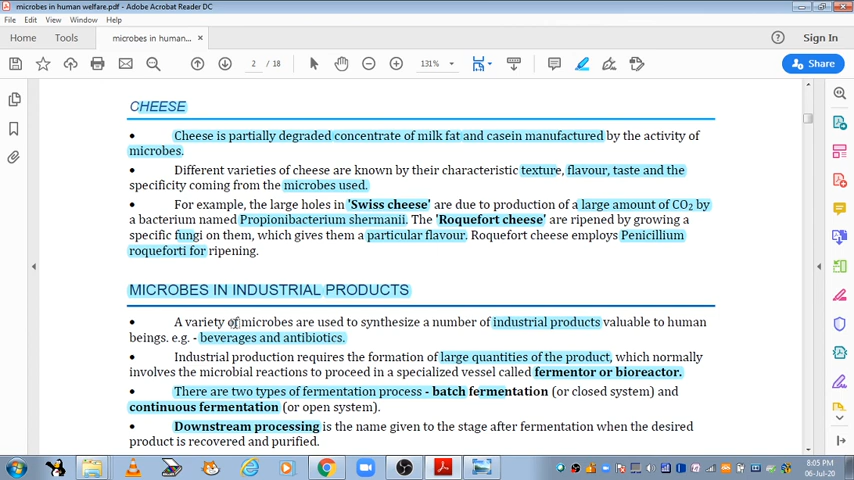 microbes in human welfare.pdf - Adobe Acrobat Reader DC
File Edit View Window Help
Home Tools microbes in human... × Sign In
2 / 18 131% Share
CHEESE
• Cheese is partially degraded concentrate of milk fat and casein manufactured by the activity of
microbes.
• Different varieties of cheese are known by their characteristic texture, flavour, taste and the
specificity coming from the microbes used.
• For example, the large holes in 'Swiss cheese' are due to production of a large amount of CO₂ by
a bacterium named Propionibacterium shermanii. The 'Roquefort cheese' are ripened by growing a
specific fungi on them, which gives them a particular flavour. Roquefort cheese employs Penicillium
roqueforti for ripening.
MICROBES IN INDUSTRIAL PRODUCTS
• A variety of microbes are used to synthesize a number of industrial products valuable to human
beings. e.g. - beverages and antibiotics.
• Industrial production requires the formation of large quantities of the product, which normally
involves the microbial reactions to proceed in a specialized vessel called fermentor or bioreactor.
• There are two types of fermentation process - batch fermentation (or closed system) and
continuous fermentation (or open system).
• Downstream processing is the name given to the stage after fermentation when the desired
product is recovered and purified.
8:05 PM
06-Jul-20